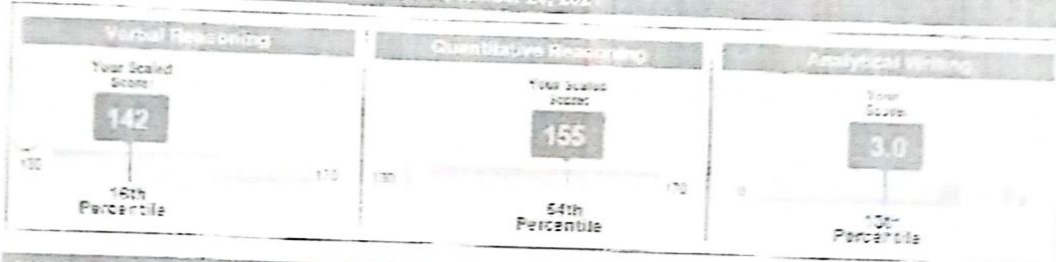 Verbal Reasoning
Your Scaled
Score:
142
130
170
16th
Percentile
Quantitative Reasoning
Your Scaled
Score:
155
130
170
54th
Percentile
Analytical Writing
Your
Score:
3.0
0
Percentile